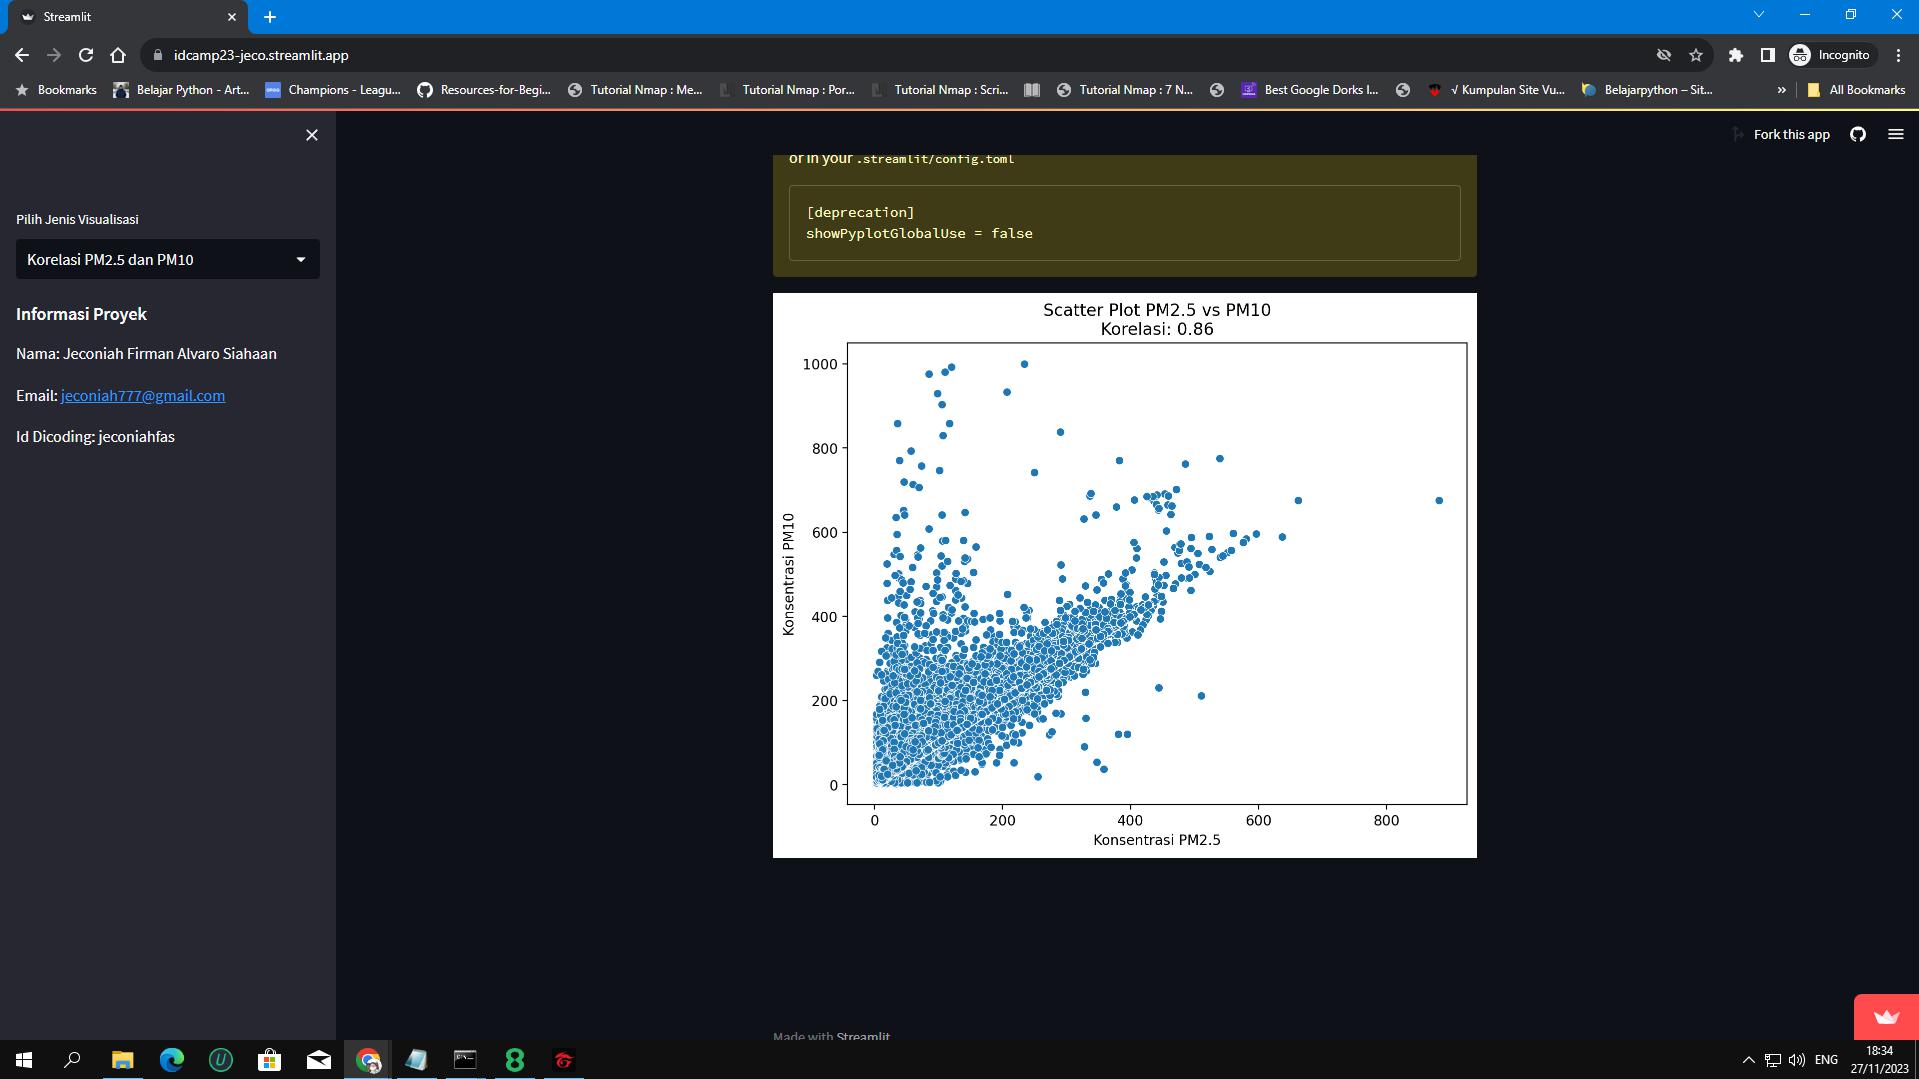 Streamlit
idcamp23-jeco.streamlit.app
Incognito
Bookmarks
Belajar Python - Art...
Champions - Leagu...
Resources-for-Begi...
Tutorial Nmap : Me...
Tutorial Nmap : Por...
Tutorial Nmap : Scri...
Tutorial Nmap : 7 N...
Best Google Dorks I...
√ Kumpulan Site Vu...
Belajarpython – Sit...
All Bookmarks
Fork this app
Pilih Jenis Visualisasi
Korelasi PM2.5 dan PM10
Informasi Proyek
Nama: Jeconiah Firman Alvaro Siahaan
Email: jeconiah777@gmail.com
Id Dicoding: jeconiahfas
or in your .streamlit/config.toml
[deprecation]
showPyplotGlobalUse = false
Scatter Plot PM2.5 vs PM10
Korelasi: 0.86
Konsentrasi PM10
1000
800
600
400
200
0
0 200 400 600 800
Konsentrasi PM2.5
Made with Streamlit
ENG
18:34
27/11/2023